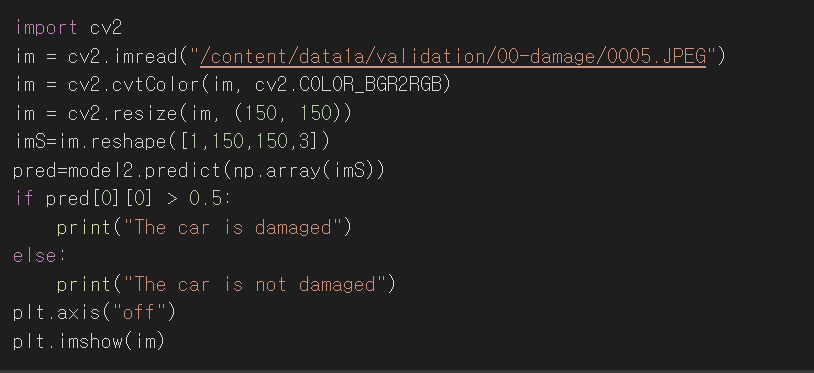 import cv2
im = cv2.imread("/content/data1a/validation/00-damage/0005.JPEG")
im = cv2.cvtColor(im, cv2.COLOR_BGR2RGB)
im = cv2.resize(im, (150, 150))
imS=im.reshape([1,150,150,3])
pred=model2.predict(np.array(imS))
if pred[0][0] > 0.5:
    print("The car is damaged")
else:
    print("The car is not damaged")
plt.axis("off")
plt.imshow(im)